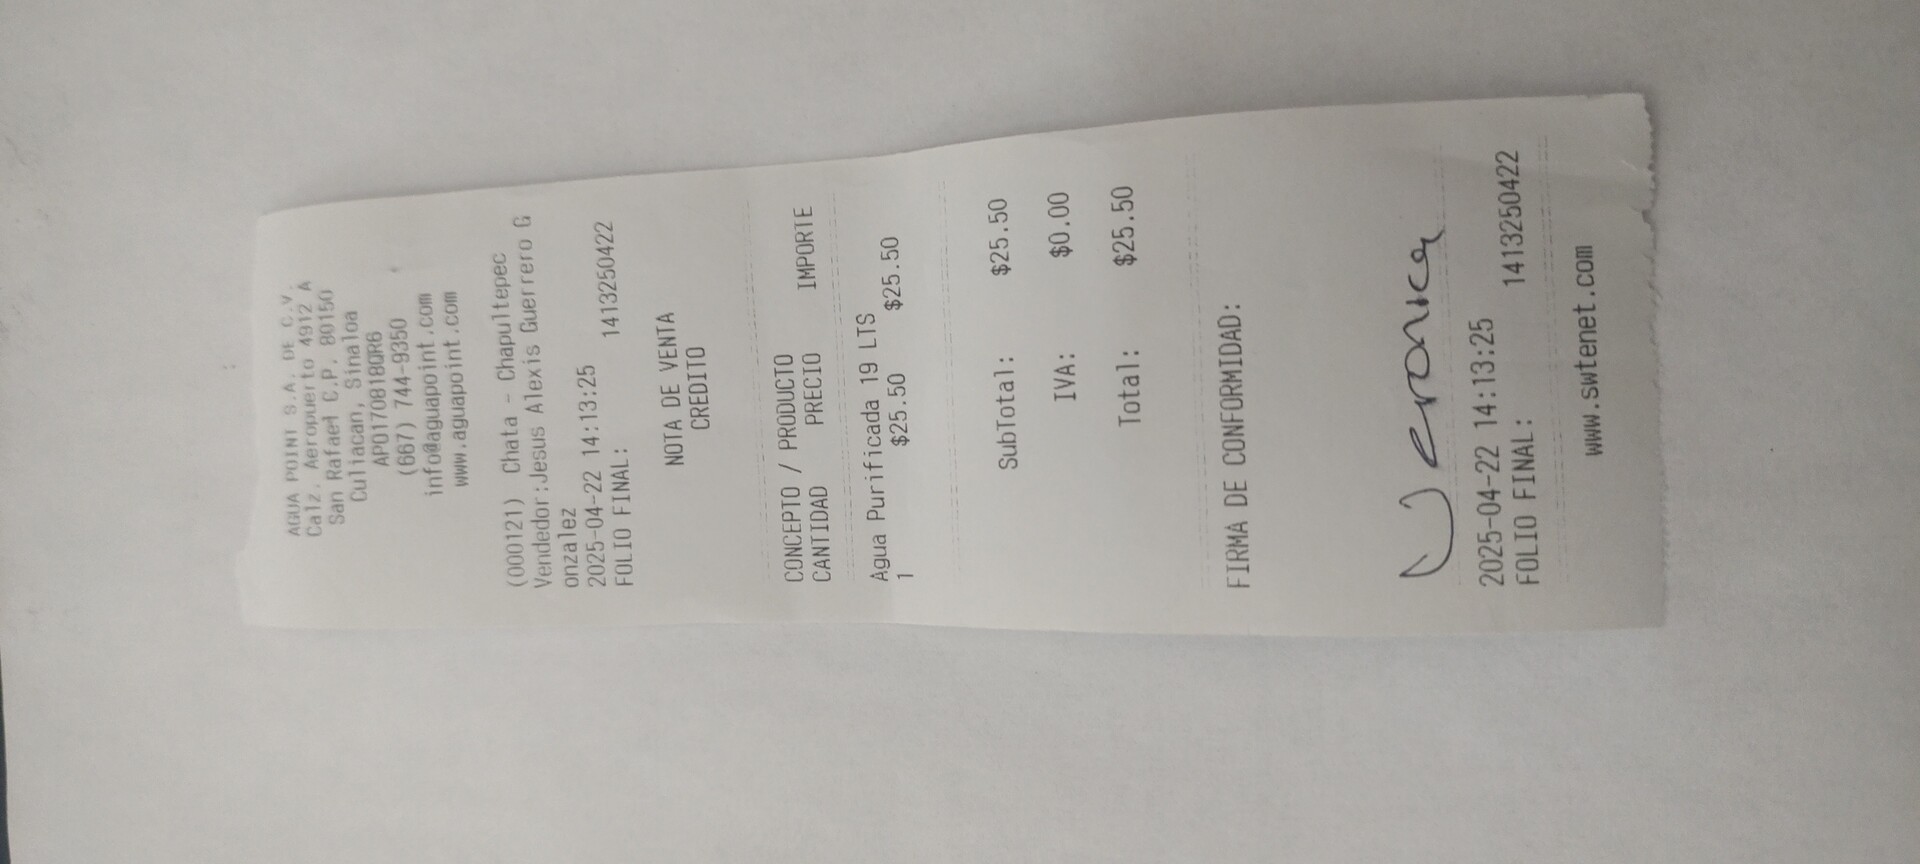 AGUA POINT S.A. DE C.V.
Calz. Aeropuerto 4912 A
San Rafael C.P. 80150
Culiacan, Sinaloa
APO170818QR6
(667) 744-9350
info@aguapoint.com
www.aguapoint.com
(000121) Chata - Chapultepec
Vendedor:Jesus Alexis Guerrero G
onzalez
2025-04-22 14:13:25
FOLIO FINAL: 1413250422
NOTA DE VENTA
CREDITO
CONCEPTO / PRODUCTO
CANTIDAD PRECIO IMPORTE
Agua Purificada 19 LTS
1 $25.50 $25.50
SubTotal: $25.50
IVA: $0.00
Total: $25.50
FIRMA DE CONFORMIDAD:
Veronica
2025-04-22 14:13:25
FOLIO FINAL: 1413250422
www.swtenet.com